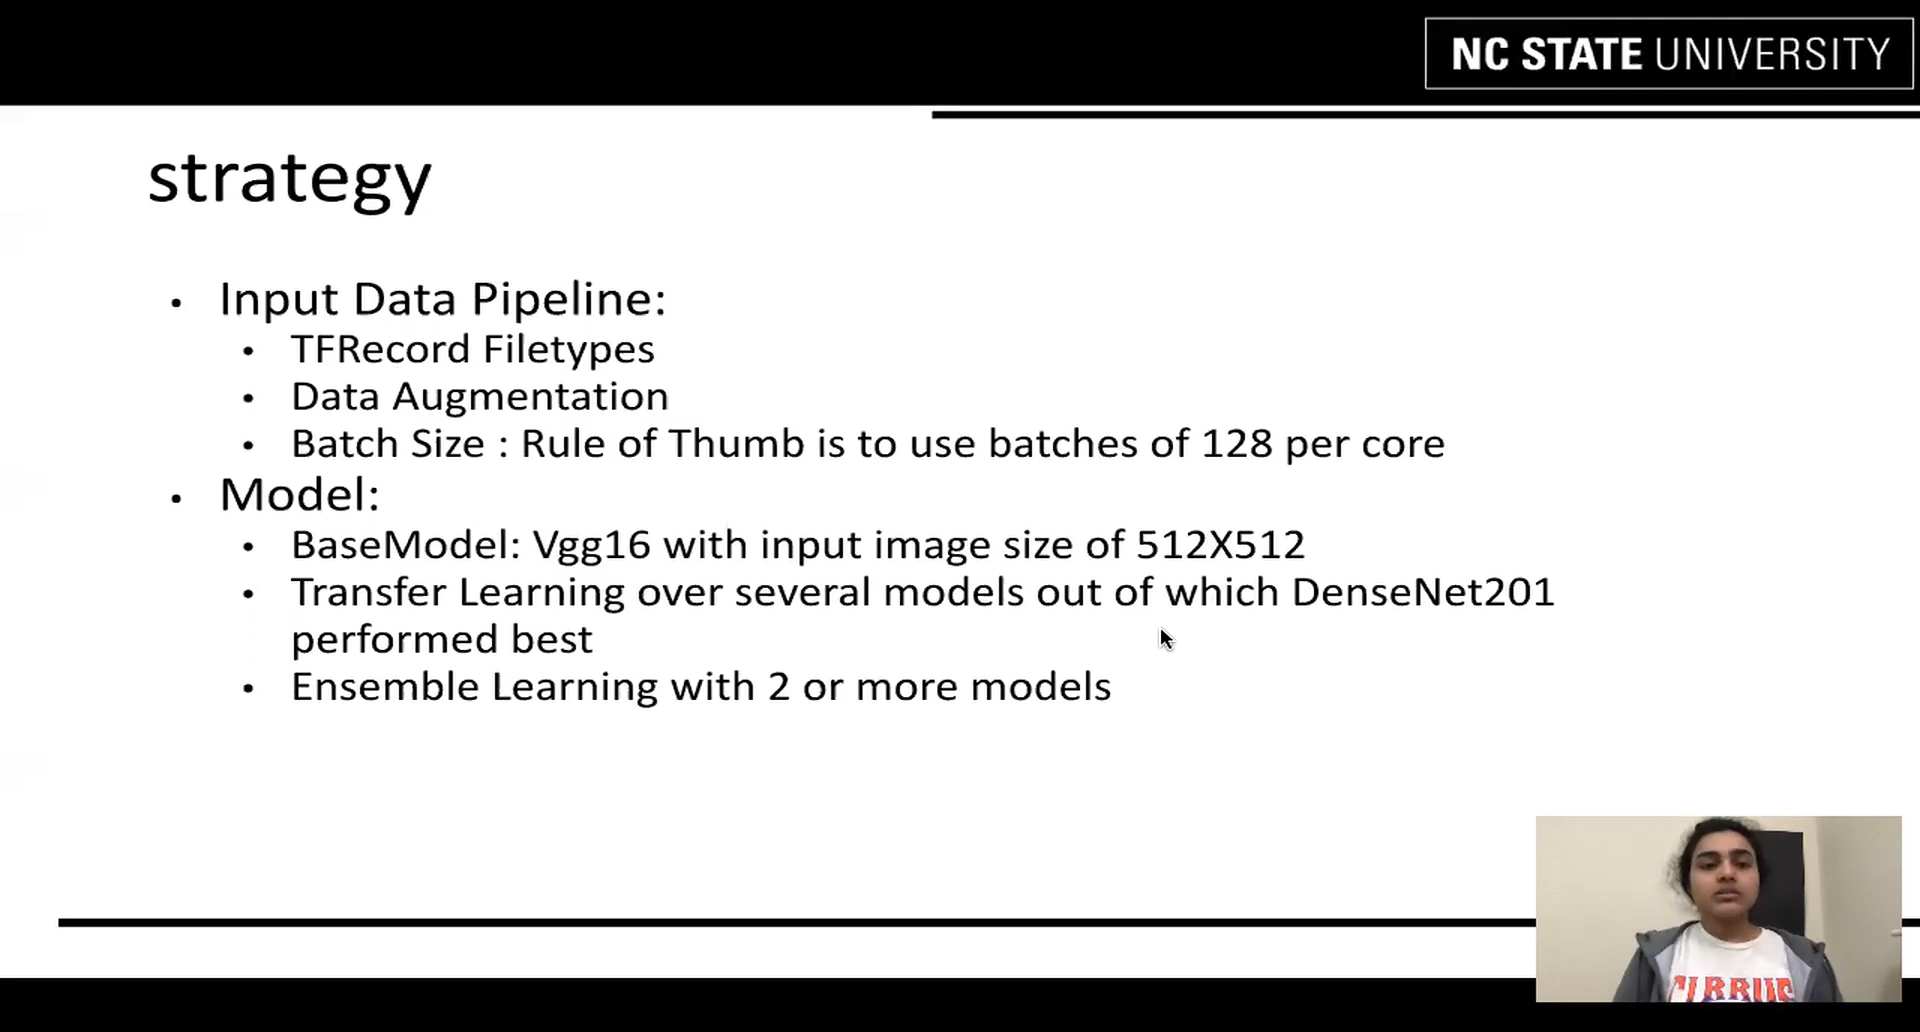 NC STATE UNIVERSITY
strategy
• Input Data Pipeline:
• TFRecord Filetypes
• Data Augmentation
• Batch Size : Rule of Thumb is to use batches of 128 per core
• Model:
• BaseModel: Vgg16 with input image size of 512X512
• Transfer Learning over several models out of which DenseNet201
performed best
• Ensemble Learning with 2 or more models